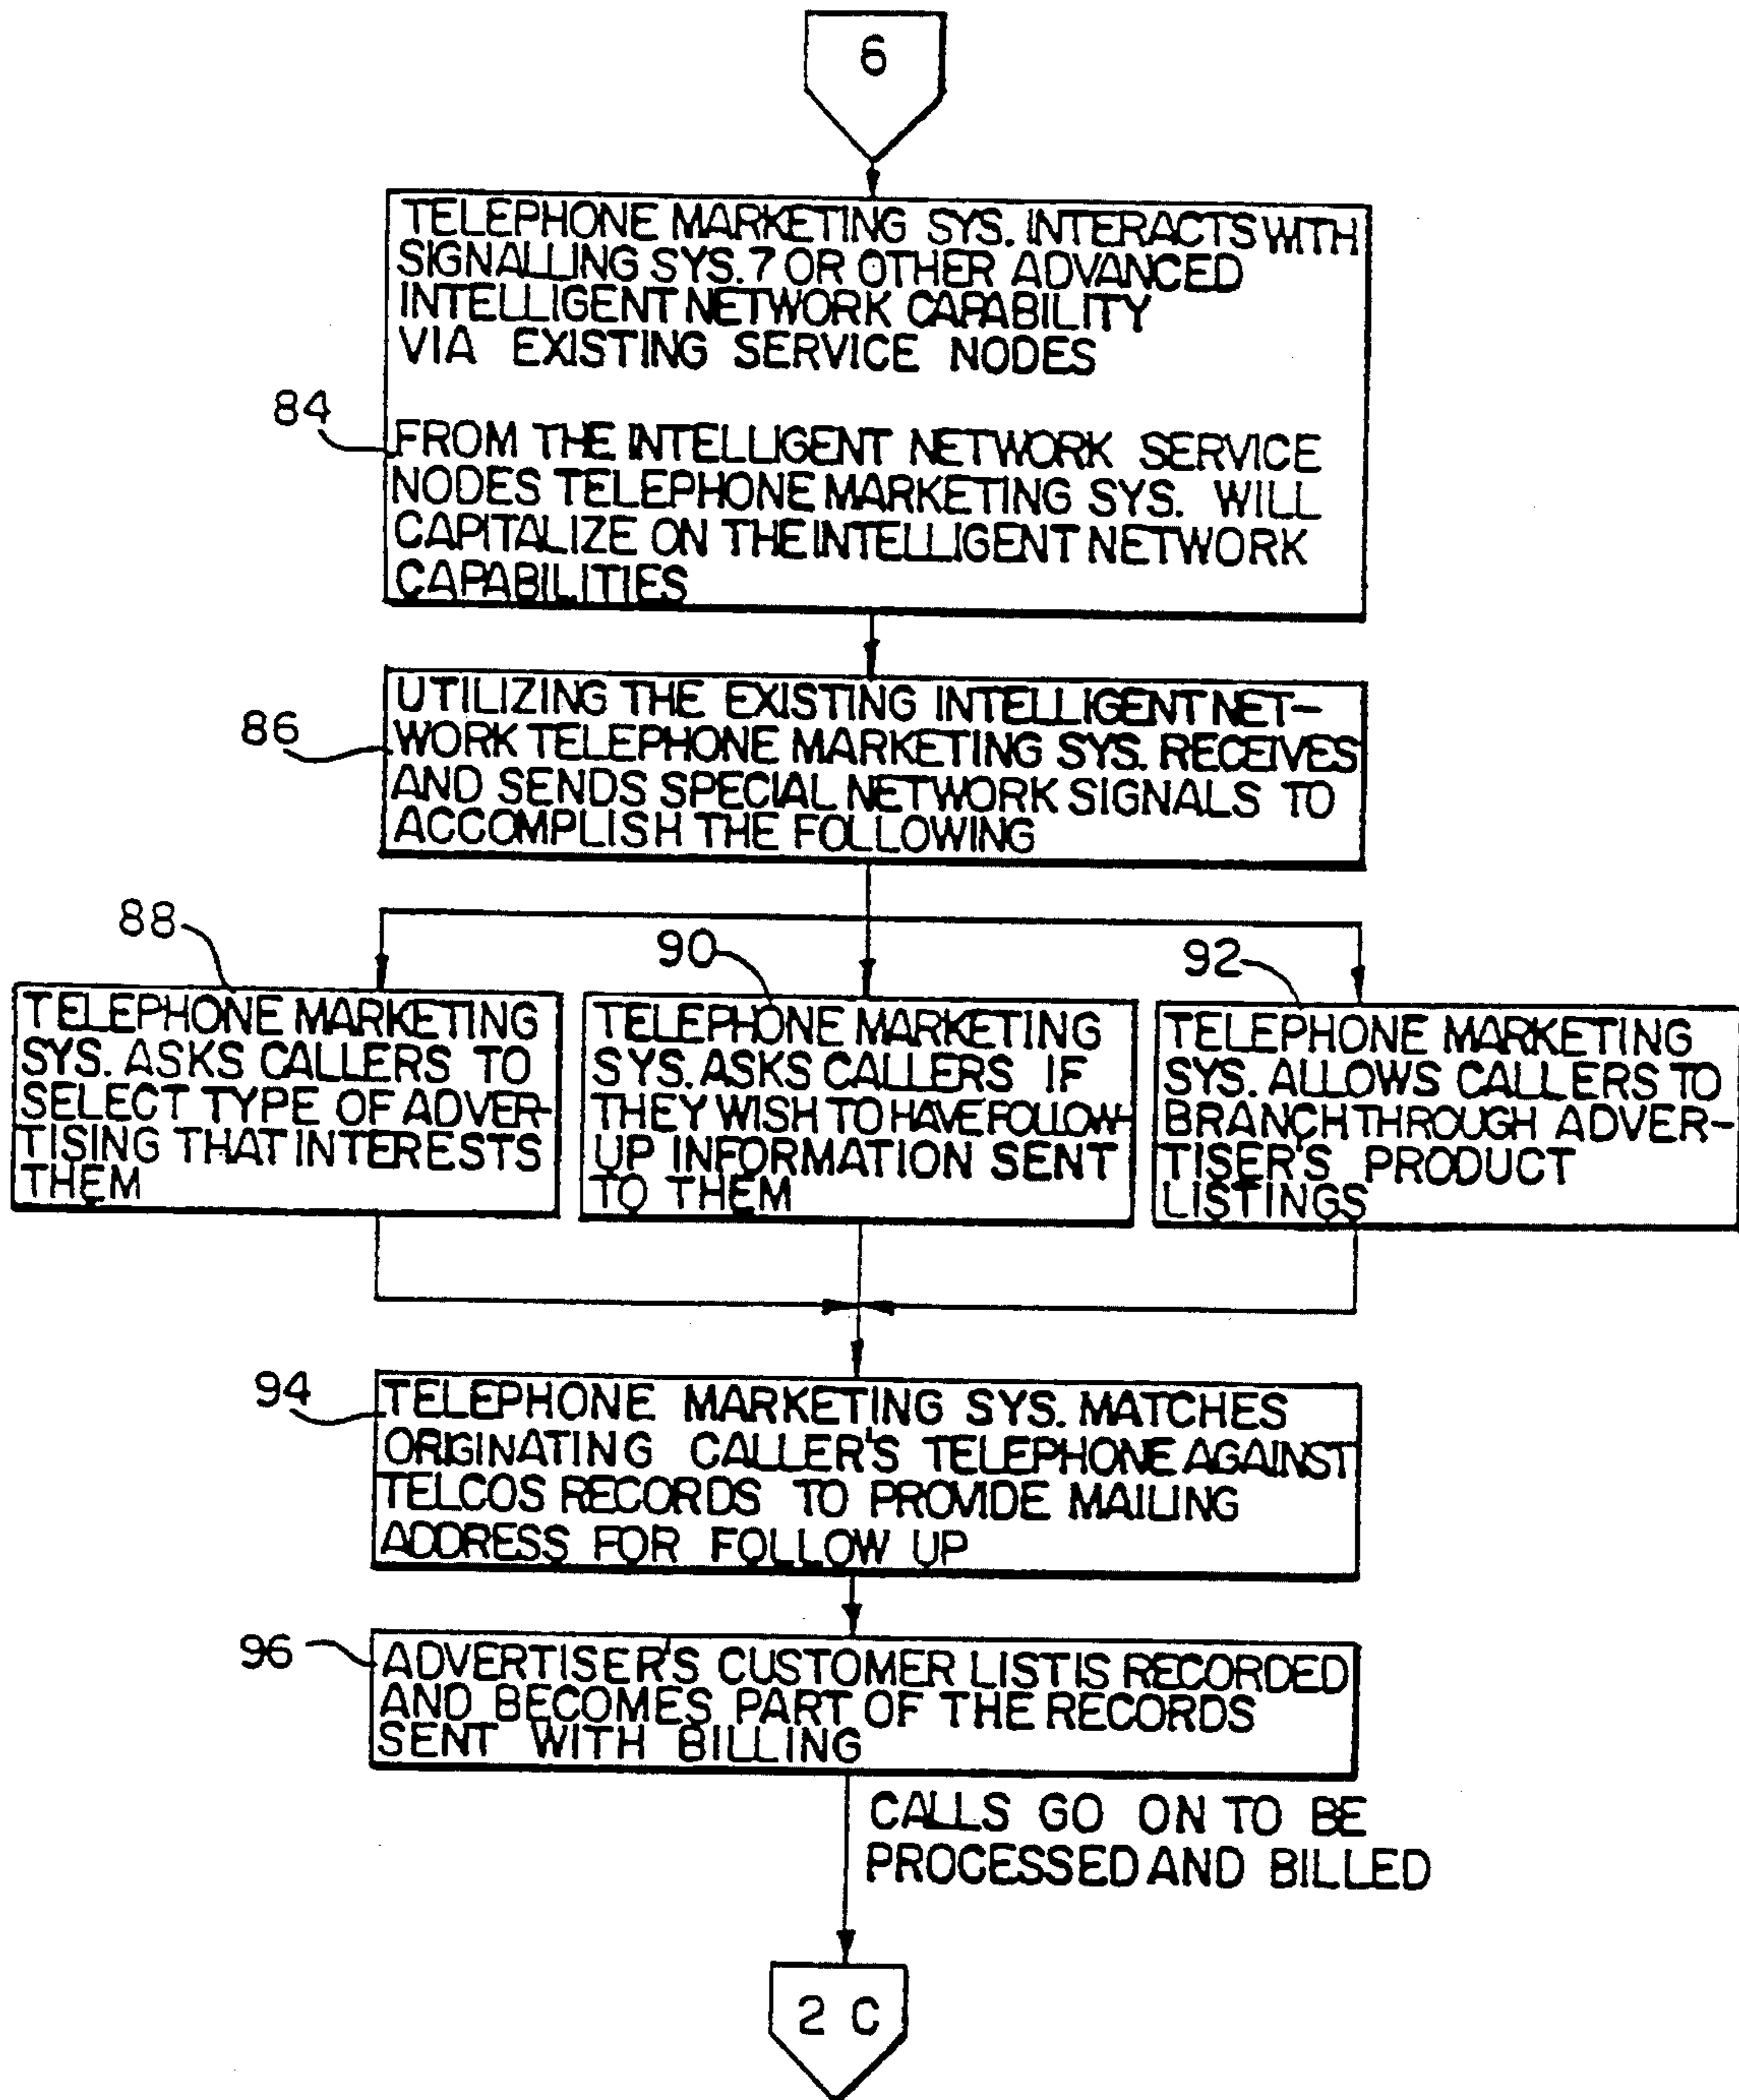 6
TELEPHONE MARKETING SYS. INTERACTS WITH
SIGNALLING SYS. 7 OR OTHER ADVANCED
INTELLIGENT NETWORK CAPABILITY
VIA EXISTING SERVICE NODES
84
FROM THE INTELLIGENT NETWORK SERVICE
NODES TELEPHONE MARKETING SYS. WILL
CAPITALIZE ON THE INTELLIGENT NETWORK
CAPABILITIES
86
UTILIZING THE EXISTING INTELLIGENT NET-
WORK TELEPHONE MARKETING SYS. RECEIVES
AND SENDS SPECIAL NETWORK SIGNALS TO
ACCOMPLISH THE FOLLOWING
88
TELEPHONE MARKETING
SYS. ASKS CALLERS TO
SELECT TYPE OF ADVER-
TISING THAT INTERESTS
THEM
90
TELEPHONE MARKETING
SYS. ASKS CALLERS IF
THEY WISH TO HAVE FOLLOW-
UP INFORMATION SENT
TO THEM
92
TELEPHONE MARKETING
SYS. ALLOWS CALLERS TO
BRANCH THROUGH ADVER-
TISER'S PRODUCT
LISTINGS
94
TELEPHONE MARKETING SYS. MATCHES
ORIGINATING CALLER'S TELEPHONE AGAINST
TELCOS RECORDS TO PROVIDE MAILING
ADDRESS FOR FOLLOW UP
96
ADVERTISER'S CUSTOMER LIST IS RECORDED
AND BECOMES PART OF THE RECORDS
SENT WITH BILLING
CALLS GO ON TO BE
PROCESSED AND BILLED
2 C